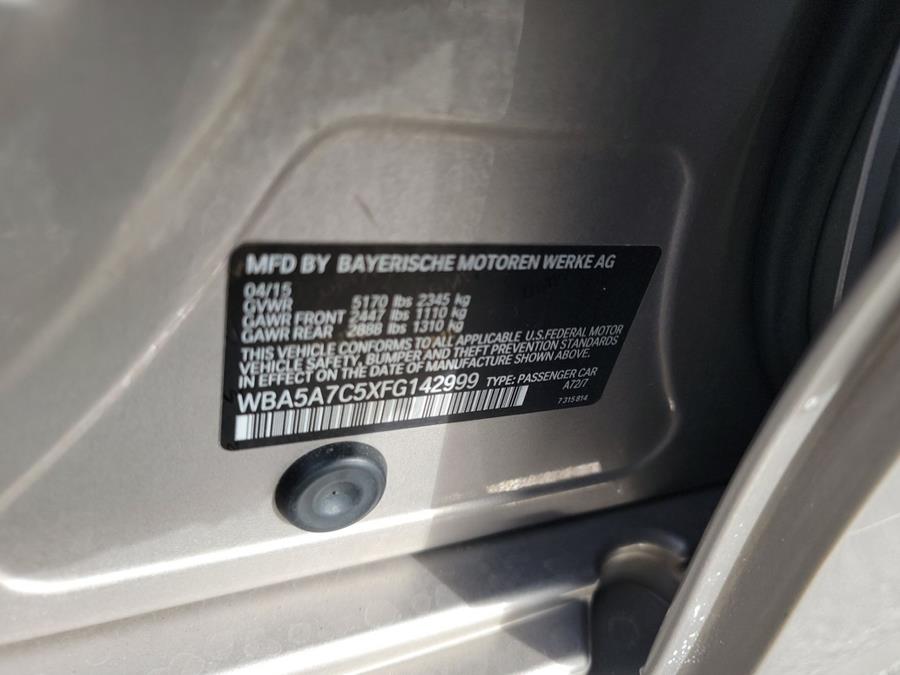 MFD BY BAYERISCHE MOTOREN WERKE AG
04/15
GVWR 5170 lbs 2345 kg
GAWR FRONT 2447 lbs 1110 kg
GAWR REAR 2888 lbs 1310 kg
THIS VEHICLE CONFORMS TO ALL APPLICABLE U.S.FEDERAL MOTOR
VEHICLE SAFETY, BUMPER AND THEFT PREVENTION STANDARDS
IN EFFECT ON THE DATE OF MANUFACTURE SHOWN ABOVE.
WBA5A7C5XFG142999 TYPE: PASSENGER CAR
A72/7
7 315 814